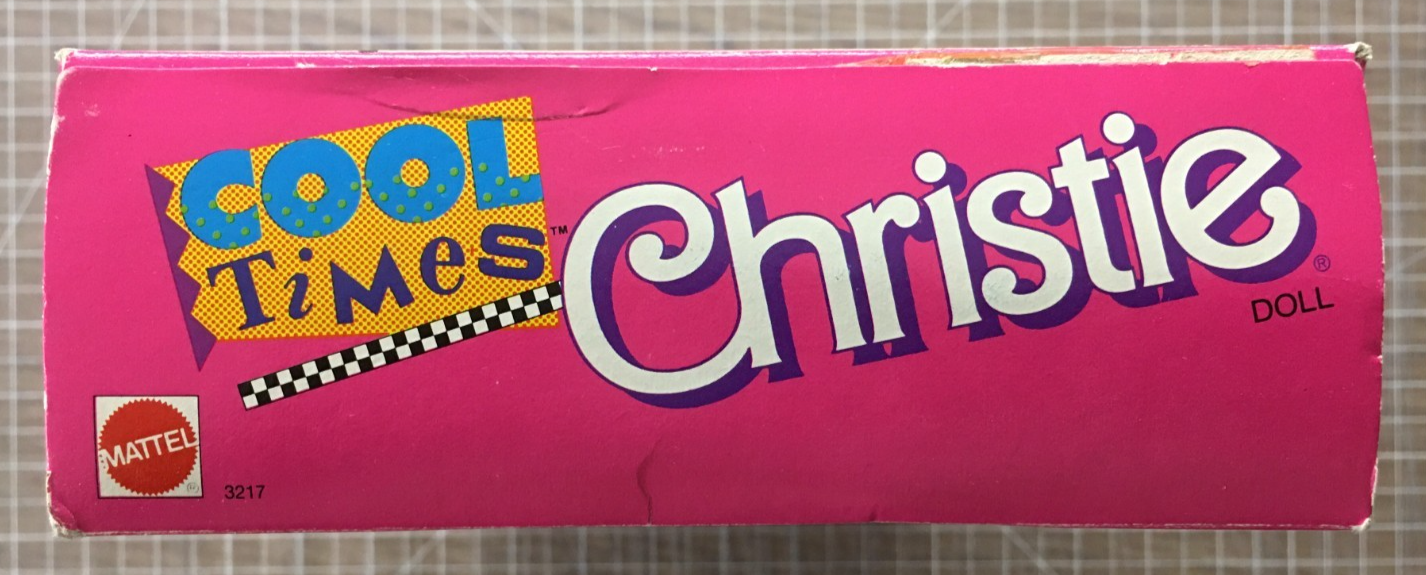 COOL
TiMeS™
Christie®
DOLL
MATTEL®
3217